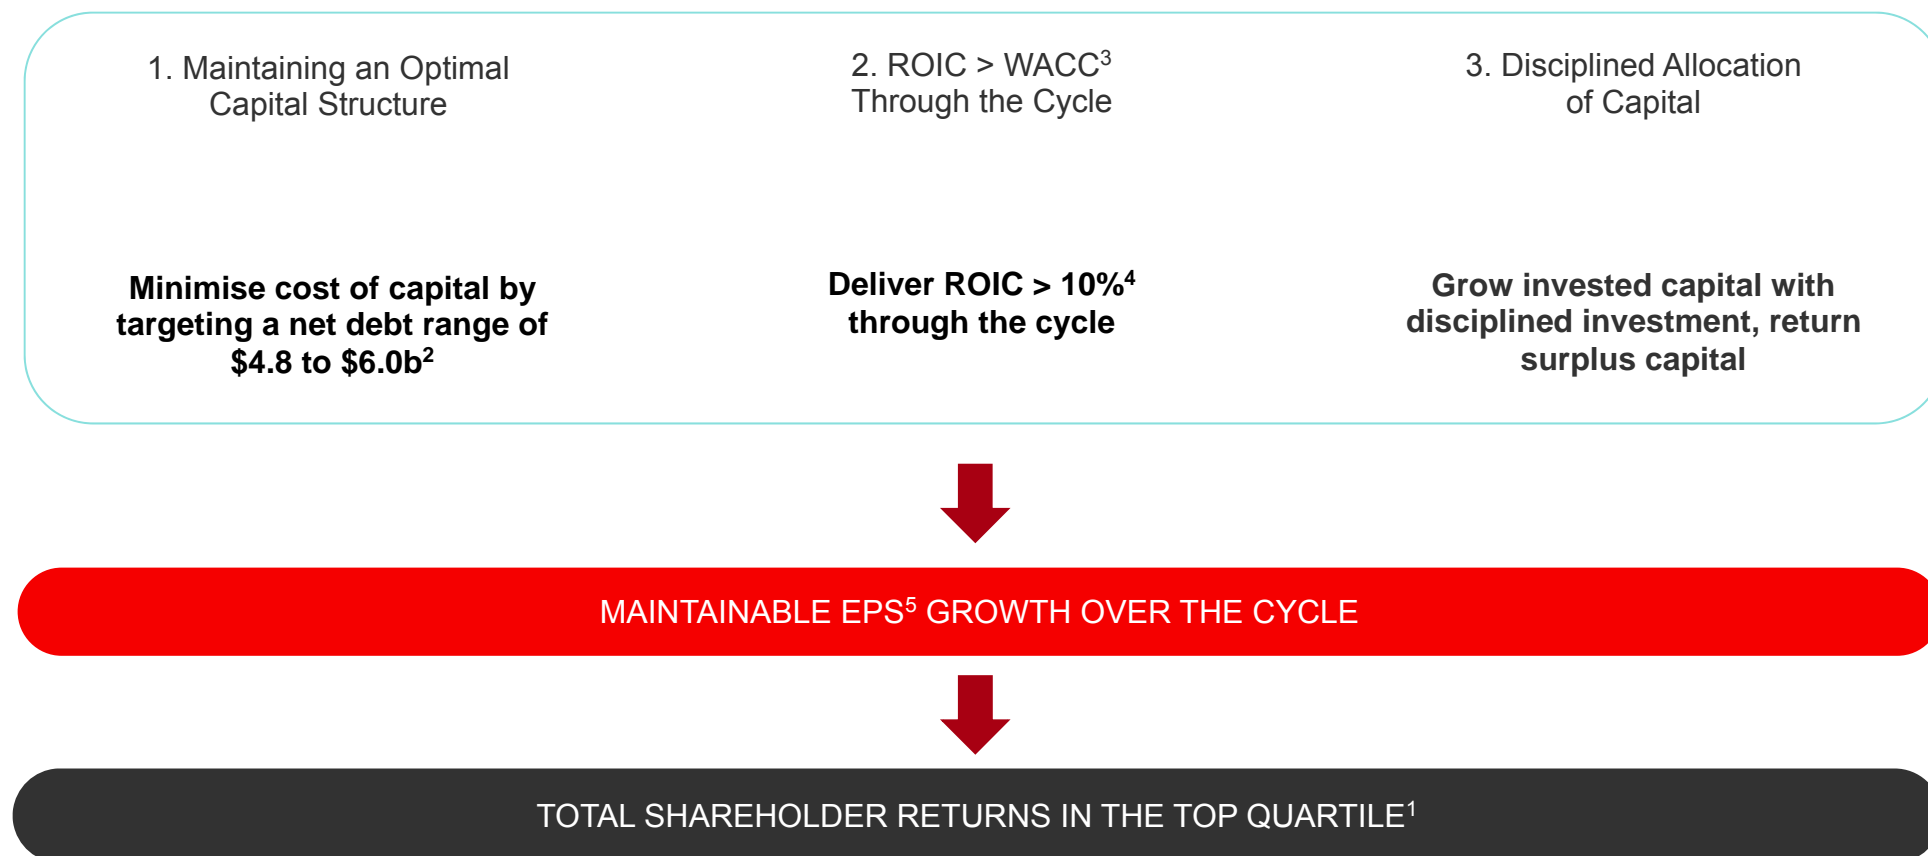 1. Maintaining an Optimal
Capital Structure
Minimise cost of capital by
targeting a net debt range of
$4.8 to $6.0b²
2. ROIC > WACC³
Through the Cycle
Deliver ROIC > 10%⁴
through the cycle
3. Disciplined Allocation
of Capital
Grow invested capital with
disciplined investment, return
surplus capital
MAINTAINABLE EPS⁵ GROWTH OVER THE CYCLE
TOTAL SHAREHOLDER RETURNS IN THE TOP QUARTILE¹